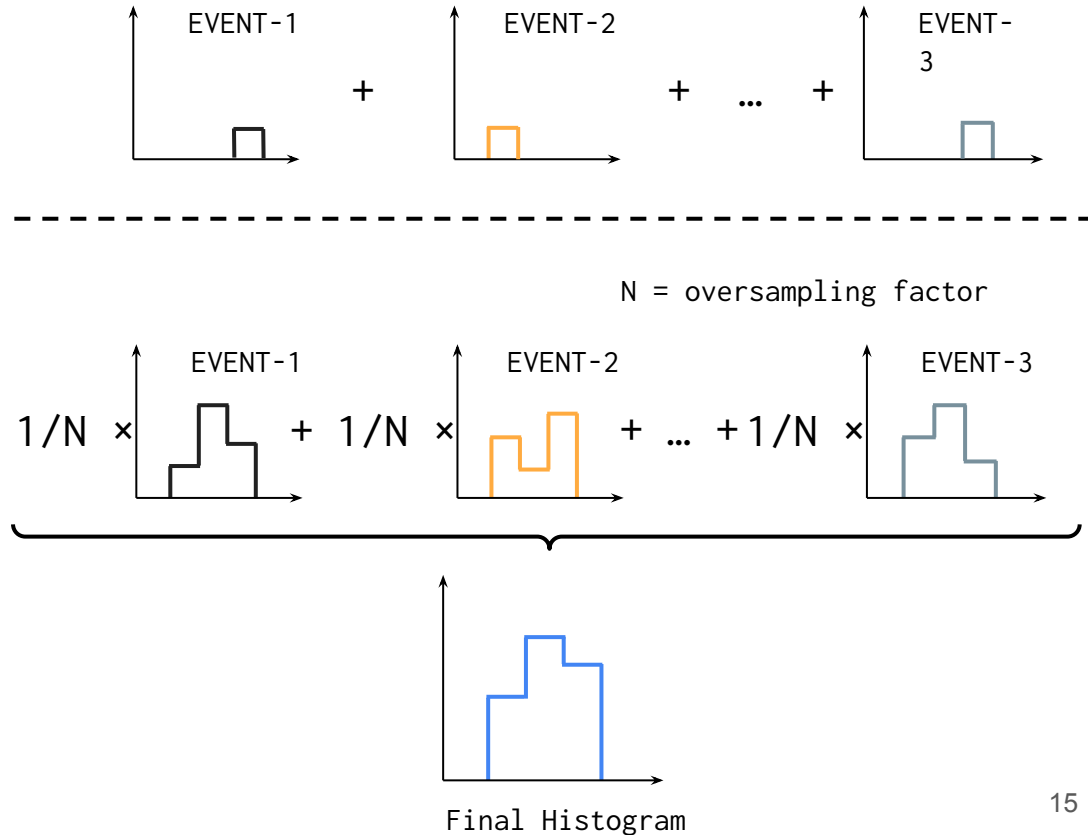 EVENT-1 + EVENT-2 + … + EVENT-
3
N = oversampling factor
EVENT-1 EVENT-2 EVENT-3
1/N × + 1/N × + … + 1/N ×
Final Histogram
15